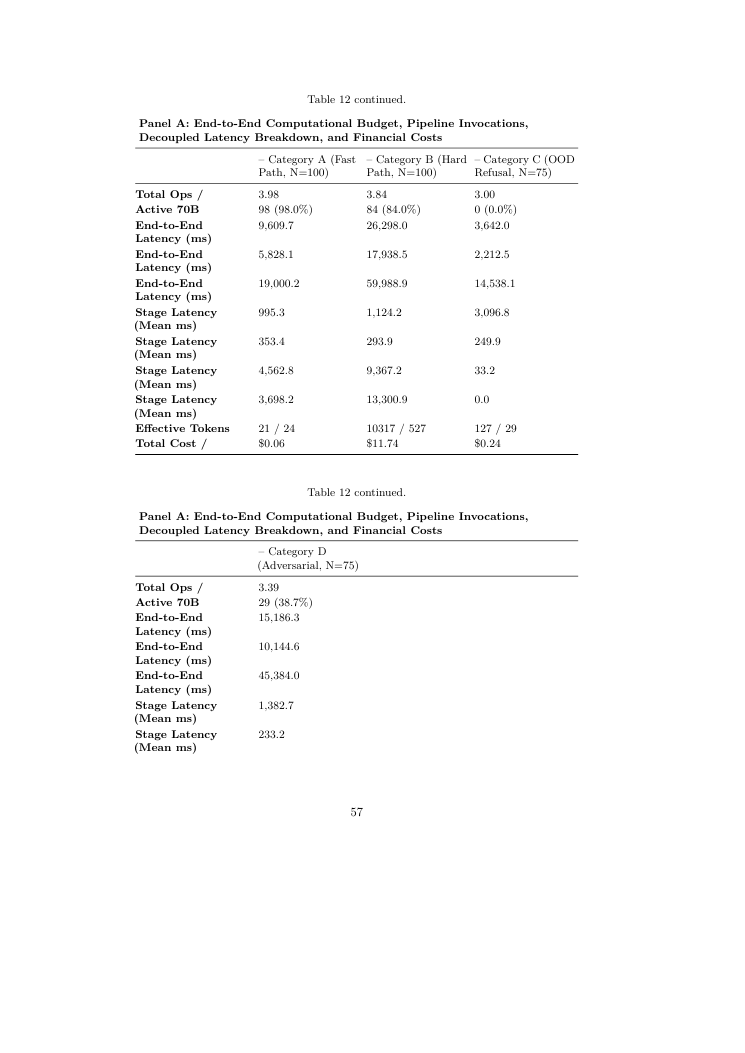 Table 12 continued.
Panel A: End-to-End Computational Budget, Pipeline Invocations,
Decoupled Latency Breakdown, and Financial Costs
– Category A (Fast – Category B (Hard – Category C (OOD
Path, N=100) Path, N=100) Refusal, N=75)
Total Ops / 3.98 3.84 3.00
Active 70B 98 (98.0%) 84 (84.0%) 0 (0.0%)
End-to-End 9,609.7 26,298.0 3,642.0
Latency (ms)
End-to-End 5,828.1 17,938.5 2,212.5
Latency (ms)
End-to-End 19,000.2 59,988.9 14,538.1
Latency (ms)
Stage Latency 995.3 1,124.2 3,096.8
(Mean ms)
Stage Latency 353.4 293.9 249.9
(Mean ms)
Stage Latency 4,562.8 9,367.2 33.2
(Mean ms)
Stage Latency 3,698.2 13,300.9 0.0
(Mean ms)
Effective Tokens 21 / 24 10317 / 527 127 / 29
Total Cost / $0.06 $11.74 $0.24
Table 12 continued.
Panel A: End-to-End Computational Budget, Pipeline Invocations,
Decoupled Latency Breakdown, and Financial Costs
– Category D
(Adversarial, N=75)
Total Ops / 3.39
Active 70B 29 (38.7%)
End-to-End 15,186.3
Latency (ms)
End-to-End 10,144.6
Latency (ms)
End-to-End 45,384.0
Latency (ms)
Stage Latency 1,382.7
(Mean ms)
Stage Latency 233.2
(Mean ms)
57